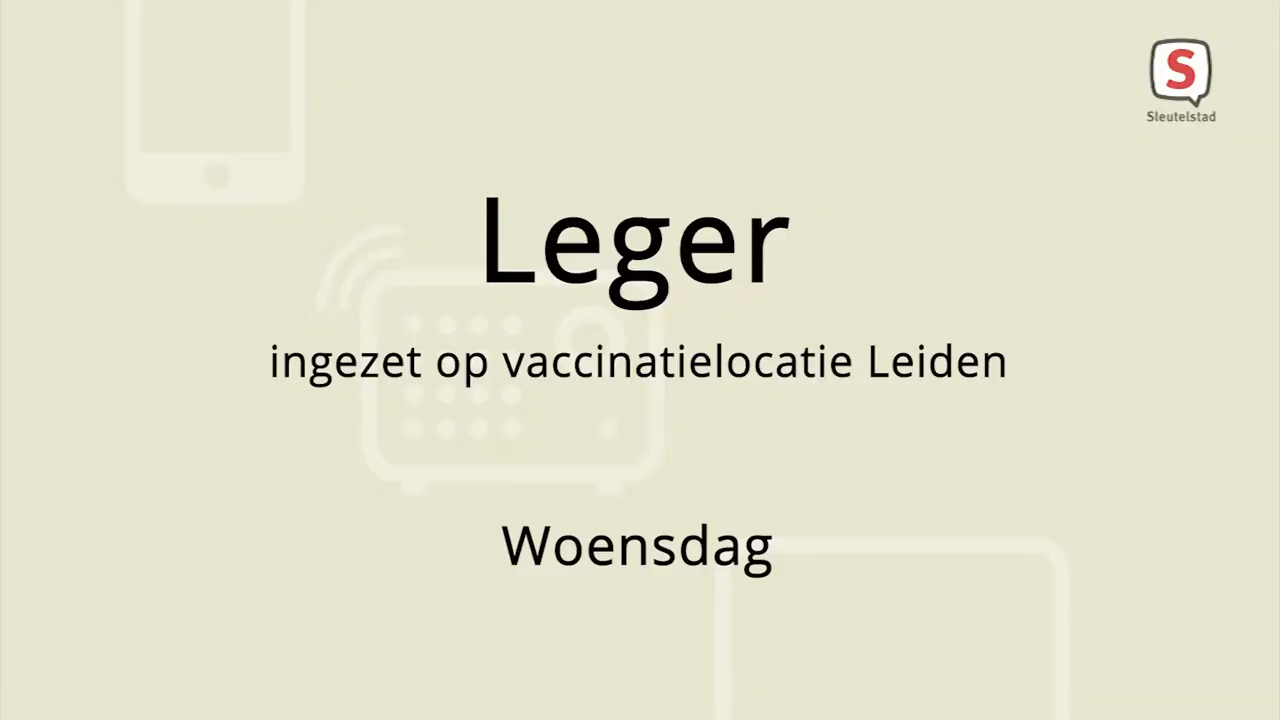 S
Sleutelstad
Leger
ingezet op vaccinatielocatie Leiden
Woensdag